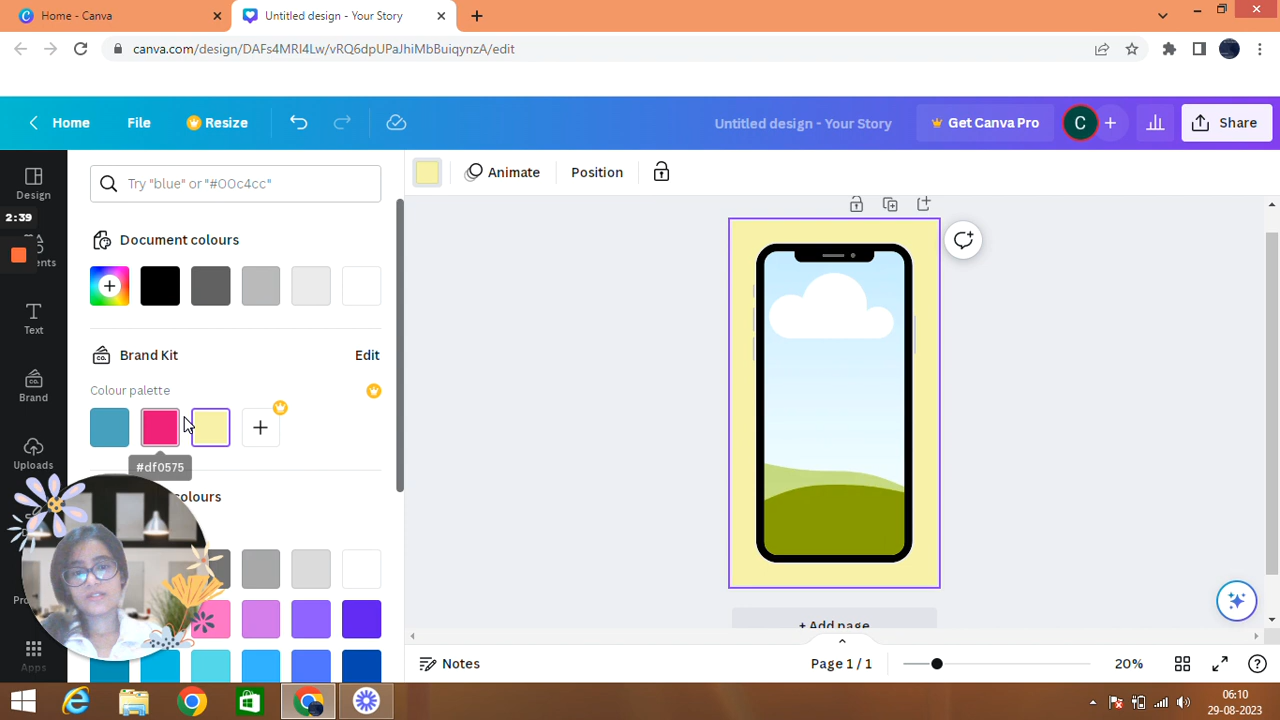 Home - Canva
Untitled design - Your Story
canva.com/design/DAFs4MRI4Lw/vRQ6dpUPaJhiMbBuiqynzA/edit
Home
File
Resize
Untitled design - Your Story
Get Canva Pro
C
Share
Design
2:39
ents
Text
Brand
Uploads
Apps
Try "blue" or "#00c4cc"
Document colours
Brand Kit
Edit
Colour palette
#df0575
colours
Animate
Position
+ Add page
Notes
Page 1 / 1
20%
06:10
29-08-2023